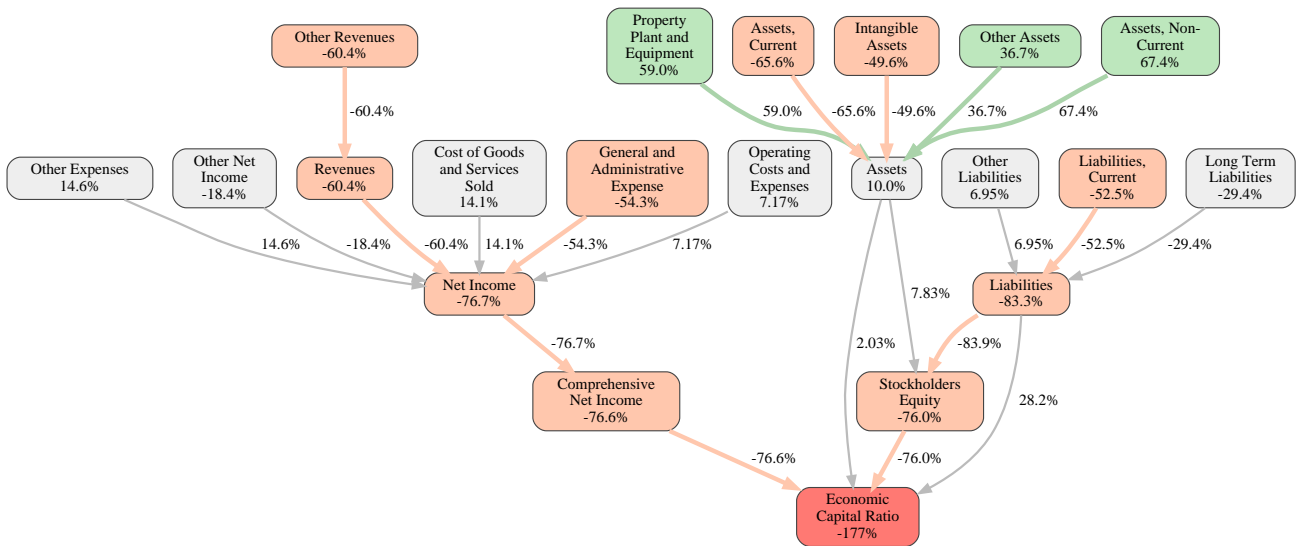 Other Revenues
-60.4%
Property
Plant and
Equipment
59.0%
Assets,
Current
-65.6%
Intangible
Assets
-49.6%
Other Assets
36.7%
Assets, Non-
Current
67.4%
-60.4%
59.0%
-65.6%
-49.6%
36.7%
67.4%
Other Expenses
14.6%
Other Net
Income
-18.4%
Revenues
-60.4%
Cost of Goods
and Services
Sold
14.1%
General and
Administrative
Expense
-54.3%
Operating
Costs and
Expenses
7.17%
Assets
10.0%
Other
Liabilities
6.95%
Liabilities,
Current
-52.5%
Long Term
Liabilities
-29.4%
14.6%
-18.4%
-60.4%
14.1%
-54.3%
7.17%
6.95%
-52.5%
-29.4%
Net Income
-76.7%
7.83%
Liabilities
-83.3%
-76.7%
2.03%
-83.9%
Comprehensive
Net Income
-76.6%
Stockholders
Equity
-76.0%
28.2%
-76.6%
-76.0%
Economic
Capital Ratio
-177%